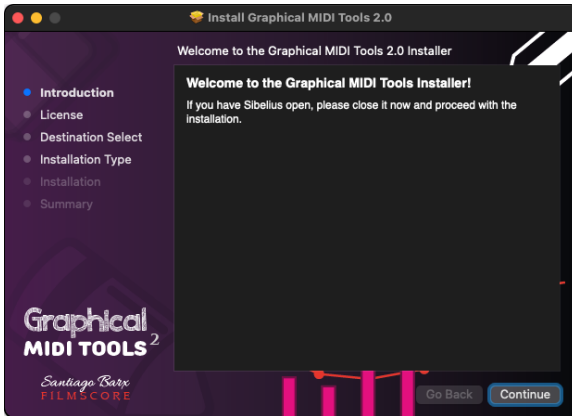 Install Graphical MIDI Tools 2.0
Welcome to the Graphical MIDI Tools 2.0 Installer
Introduction
License
Destination Select
Installation Type
Installation
Summary
Welcome to the Graphical MIDI Tools Installer!
If you have Sibelius open, please close it now and proceed with the
installation.
Graphical
MIDI TOOLS 2
Santiago Barx
FILMSCORE
Go Back
Continue